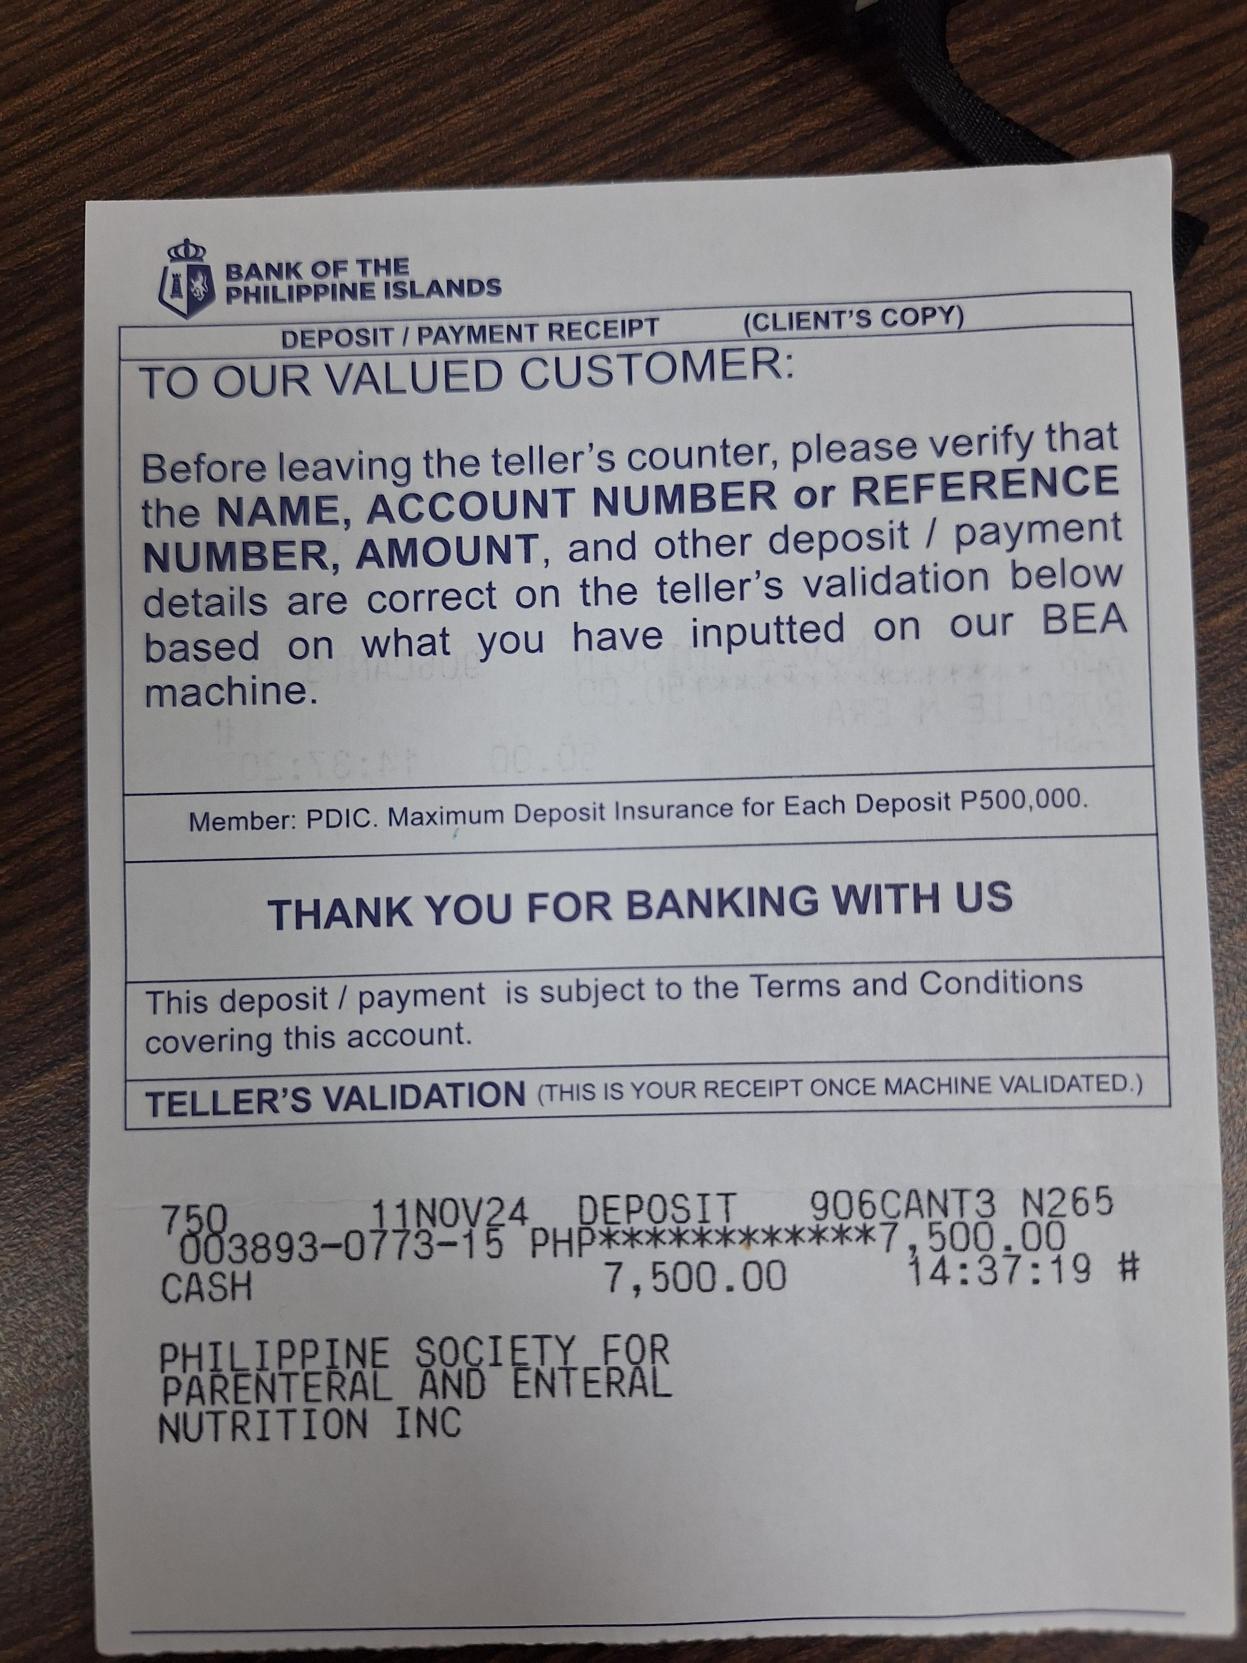 BANK OF THE
PHILIPPINE ISLANDS
DEPOSIT / PAYMENT RECEIPT (CLIENT'S COPY)
TO OUR VALUED CUSTOMER:
Before leaving the teller's counter, please verify that
the NAME, ACCOUNT NUMBER or REFERENCE
NUMBER, AMOUNT, and other deposit / payment
details are correct on the teller's validation below
based on what you have inputted on our BEA
machine.
Member: PDIC. Maximum Deposit Insurance for Each Deposit P500,000.
THANK YOU FOR BANKING WITH US
This deposit / payment is subject to the Terms and Conditions
covering this account.
TELLER'S VALIDATION (THIS IS YOUR RECEIPT ONCE MACHINE VALIDATED.)
750 11NOV24 DEPOSIT 906CANT3 N265
003893-0773-15 PHP************7,500.00
CASH 7,500.00 14:37:19 #
PHILIPPINE SOCIETY FOR
PARENTERAL AND ENTERAL
NUTRITION INC